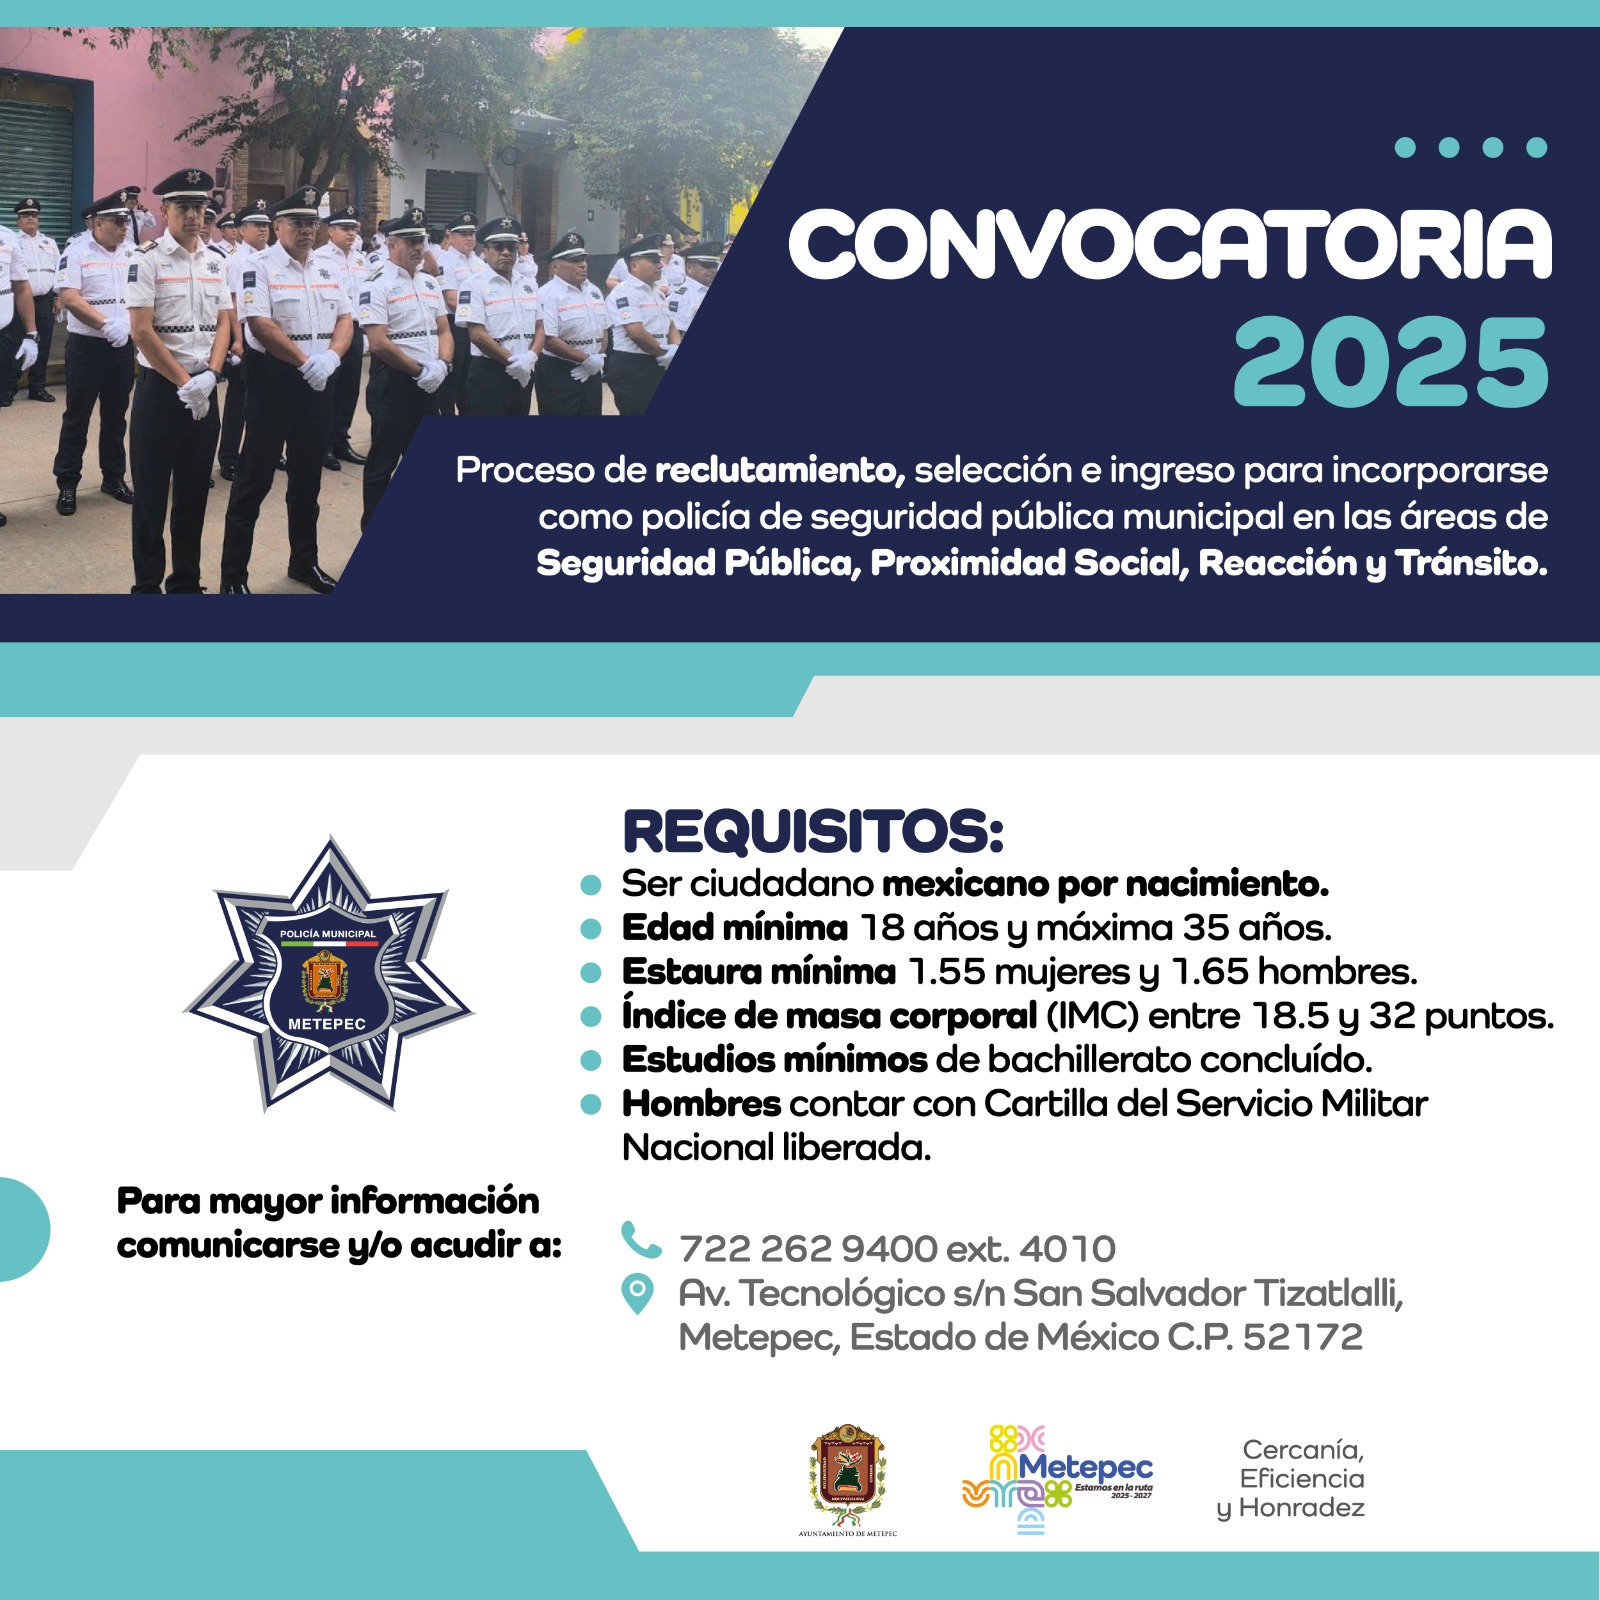 CONVOCATORIA
2025
Proceso de reclutamiento, selección e ingreso para incorporarse
como policía de seguridad pública municipal en las áreas de
Seguridad Pública, Proximidad Social, Reacción y Tránsito.
REQUISITOS:
Ser ciudadano mexicano por nacimiento.
Edad mínima 18 años y máxima 35 años.
Estaura mínima 1.55 mujeres y 1.65 hombres.
Índice de masa corporal (IMC) entre 18.5 y 32 puntos.
Estudios mínimos de bachillerato concluído.
Hombres contar con Cartilla del Servicio Militar
Nacional liberada.
POLICÍA MUNICIPAL
METEPEC
Para mayor información
comunicarse y/o acudir a:
722 262 9400 ext. 4010
Av. Tecnológico s/n San Salvador Tizatlalli,
Metepec, Estado de México C.P. 52172
AYUNTAMIENTO DE METEPEC
Metepec
Estamos en la ruta
2025 - 2027
Cercanía,
Eficiencia
y Honradez